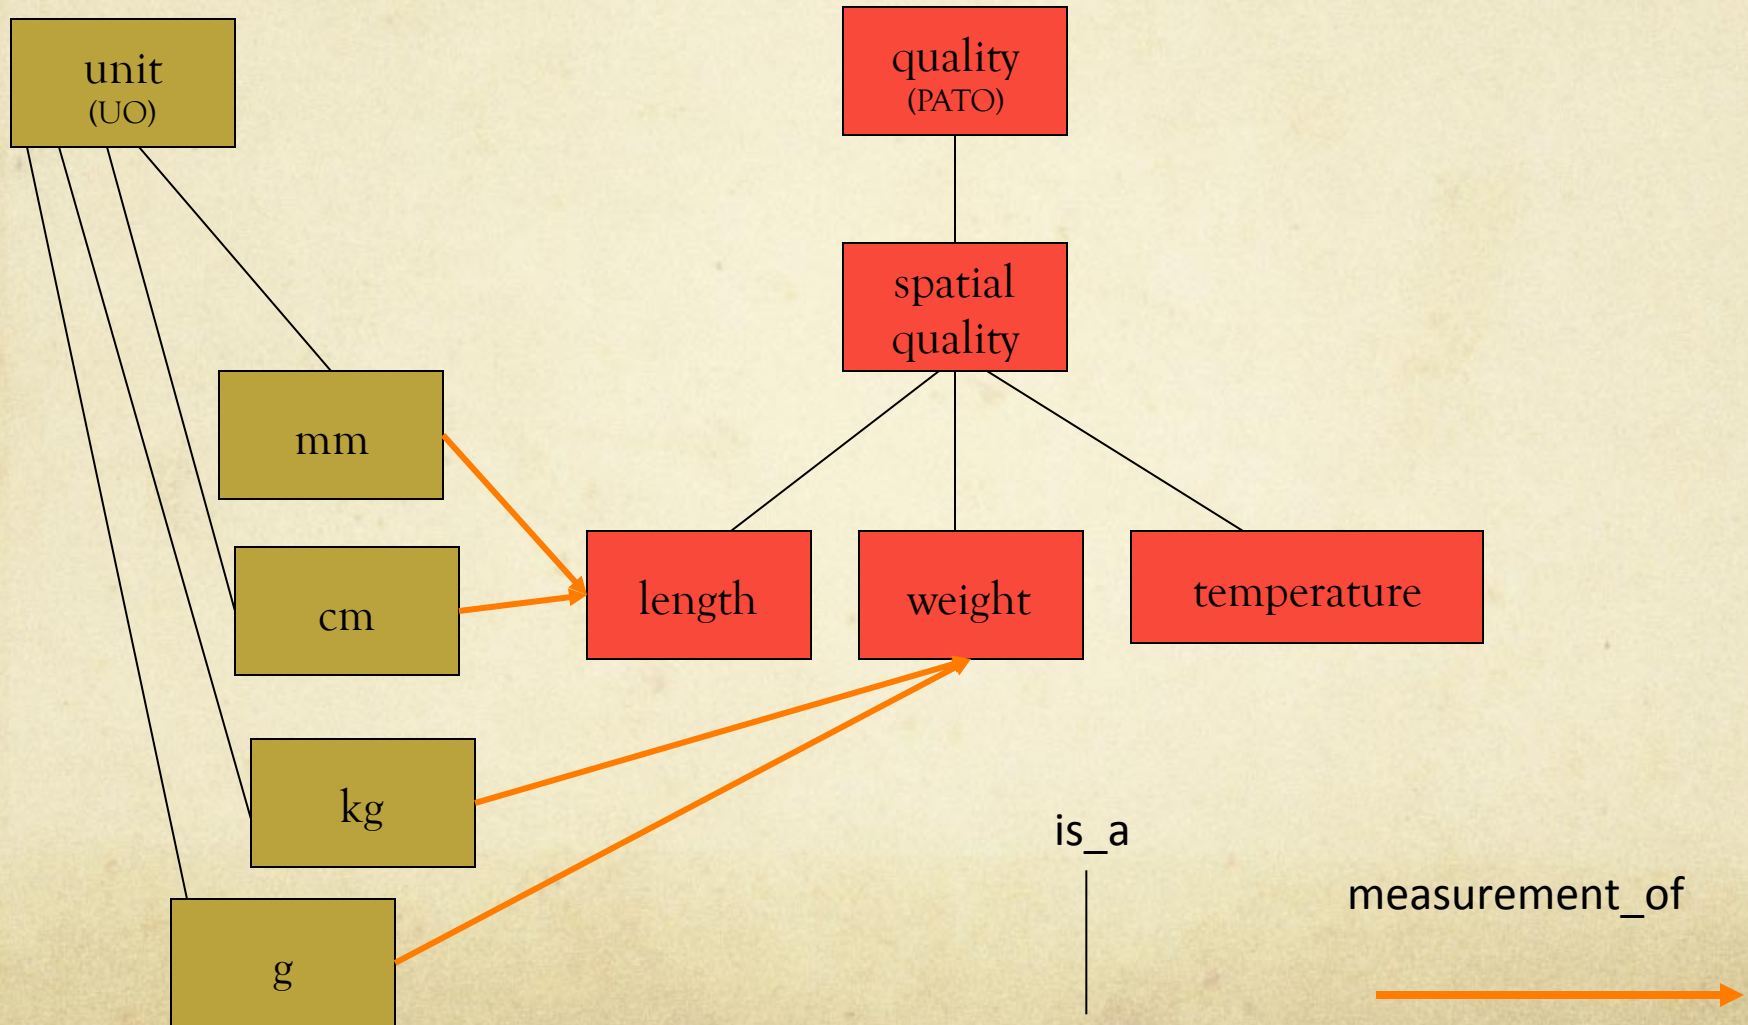 unit
(UO)
quality
(PATO)
spatial
quality
mm
cm
length
weight
temperature
kg
g
is_a
measurement_of